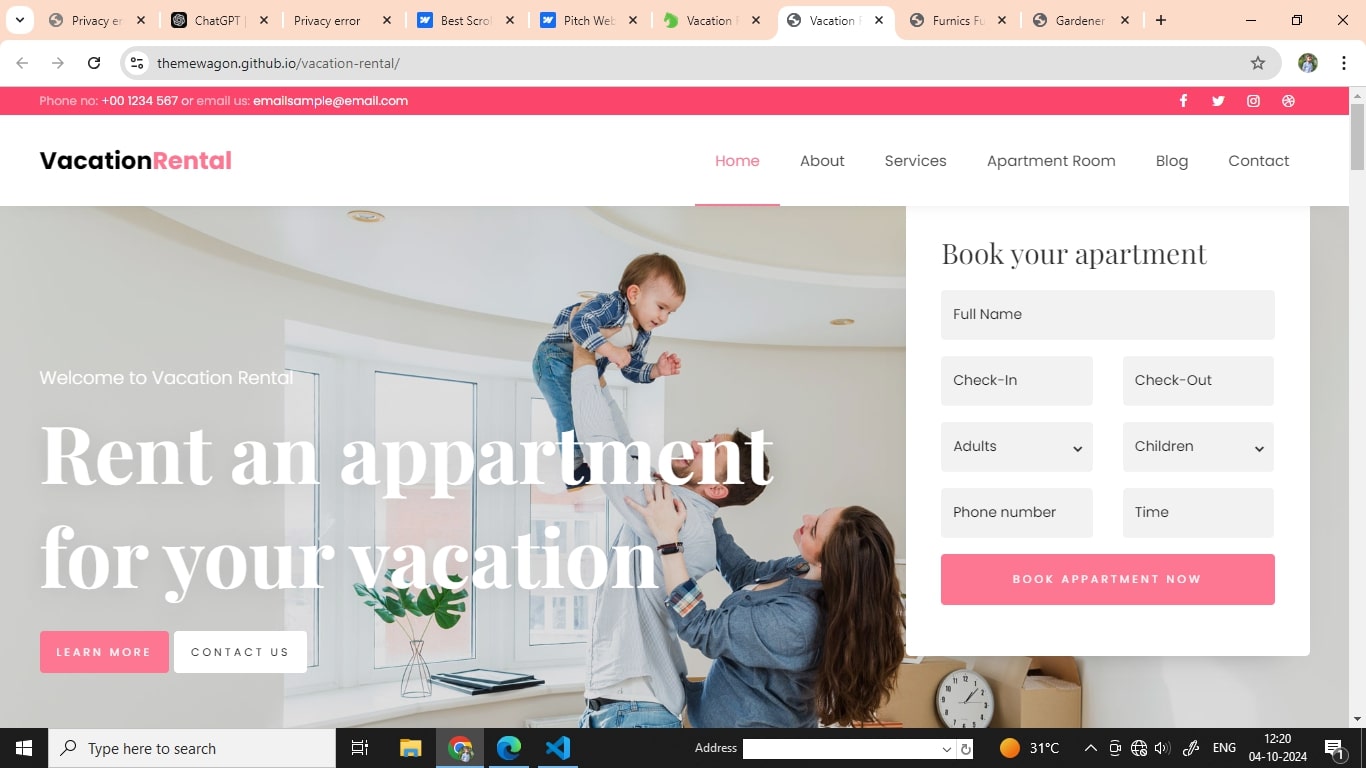 Privacy er
ChatGPT |
Privacy error
Best Scrol
Pitch Web
Vacation R
Vacation R
Furnics Fu
Gardener
themewagon.github.io/vacation-rental/
Phone no: +00 1234 567 or email us: emailsample@email.com
VacationRental
Home
About
Services
Apartment Room
Blog
Contact
Welcome to Vacation Rental
Rent an appartment
for your vacation
LEARN MORE
CONTACT US
Book your apartment
Full Name
Check-In
Check-Out
Adults
Children
Phone number
Time
BOOK APPARTMENT NOW
Type here to search
Address
31°C
ENG
12:20
04-10-2024
1